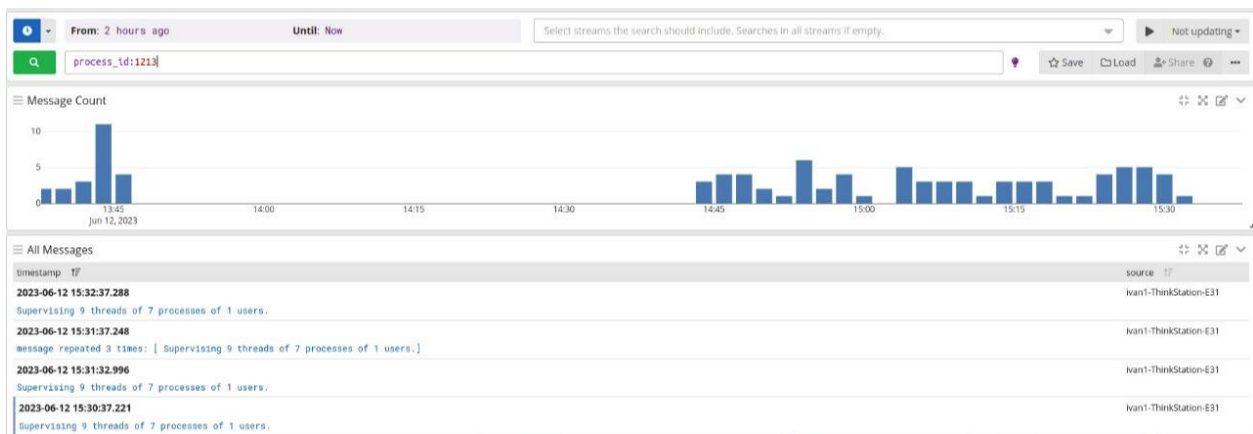 From: 2 hours ago Until: Now Select streams the search should include. Searches in all streams if empty. Not updating
process_id:1213 Save Load Share
Message Count
10
5
0
13:45 14:00 14:15 14:30 14:45 15:00 15:15 15:30
Jun 12, 2023
All Messages
timestamp source
2023-06-12 15:32:37.288 ivan1-ThinkStation-E31
Supervising 9 threads of 7 processes of 1 users.
2023-06-12 15:31:37.248 ivan1-ThinkStation-E31
message repeated 3 times: [ Supervising 9 threads of 7 processes of 1 users.]
2023-06-12 15:31:32.996 ivan1-ThinkStation-E31
Supervising 9 threads of 7 processes of 1 users.
2023-06-12 15:30:37.221 ivan1-ThinkStation-E31
Supervising 9 threads of 7 processes of 1 users.